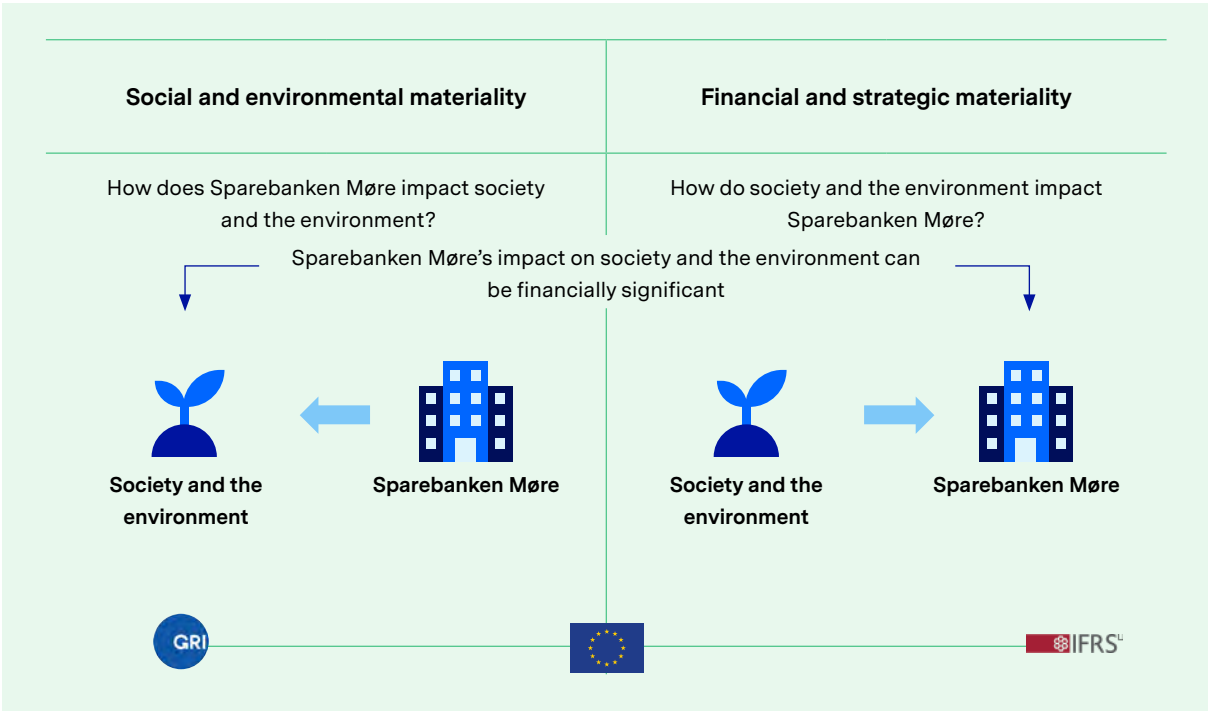 Social and environmental materiality
Financial and strategic materiality
How does Sparebanken Møre impact society
and the environment?
How do society and the environment impact
Sparebanken Møre?
Sparebanken Møre’s impact on society and the environment can
be financially significant
Society and the
environment
Sparebanken Møre
Society and the
environment
Sparebanken Møre
GRI
IFRS